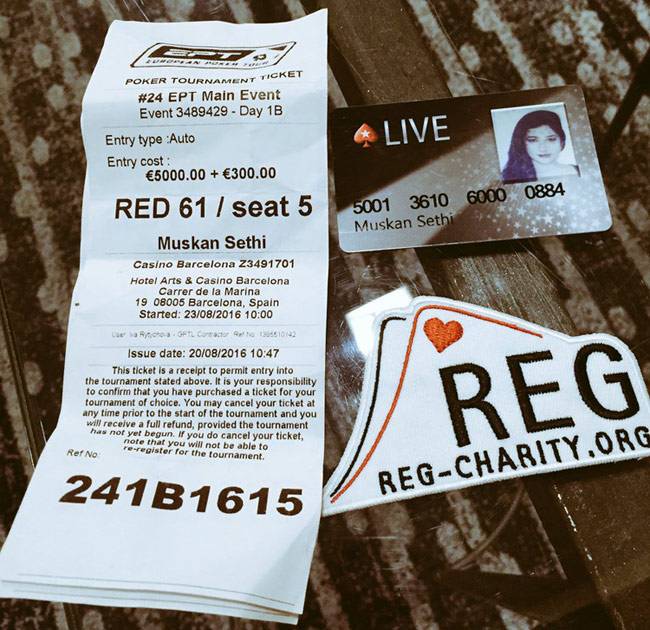 EPT
EUROPEAN POKER TOUR
POKER TOURNAMENT TICKET
#24 EPT Main Event
Event 3489429 - Day 1B
Entry type :Auto
Entry cost :
€5000.00 + €300.00
RED 61 / seat 5
Muskan Sethi
Casino Barcelona Z3491701
Hotel Arts & Casino Barcelona
Carrer de la Marina
19 08005 Barcelona, Spain
Started: 23/08/2016 10:00
User Iva Rytychova - GPTL Contractor Ref No:
Issue date: 20/08/2016 10:47
This ticket is a receipt to permit entry into
the tournament stated above. It is your responsibility
to confirm that you have purchased a ticket for your
tournament of choice. You may cancel your ticket at
any time prior to the start of the tournament and you
will receive a full refund, provided the tournament
has not yet begun. If you do cancel your ticket,
note that you will not be able to
re-register for the tournament.
Ref No:
241B1615
LIVE
5001 3610 6000 0884
Muskan Sethi
REG
REG-CHARITY.ORG